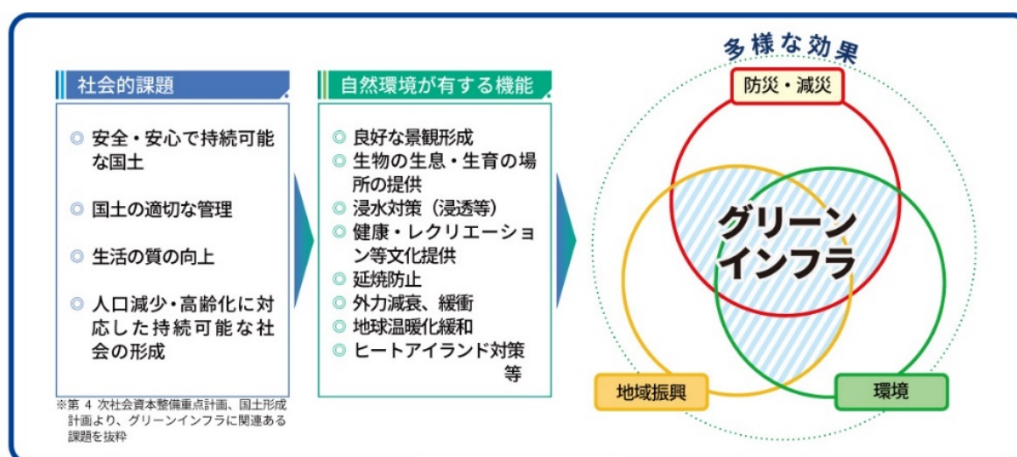 社会的課題
◎ 安全・安心で持続可能
な国土
◎ 国土の適切な管理
◎ 生活の質の向上
◎ 人口減少・高齢化に対
応した持続可能な社
会の形成
※第 4 次社会資本整備重点計画、国土形成
計画より、グリーンインフラに関連ある
課題を抜粋
自然環境が有する機能
◎ 良好な景観形成
◎ 生物の生息・生育の場
所の提供
◎ 浸水対策（浸透等）
◎ 健康・レクリエーショ
ン等文化提供
◎ 延焼防止
◎ 外力減衰、緩衝
◎ 地球温暖化緩和
◎ ヒートアイランド対策
等
多様な効果
防災・減災
グリーン
インフラ
地域振興
環境